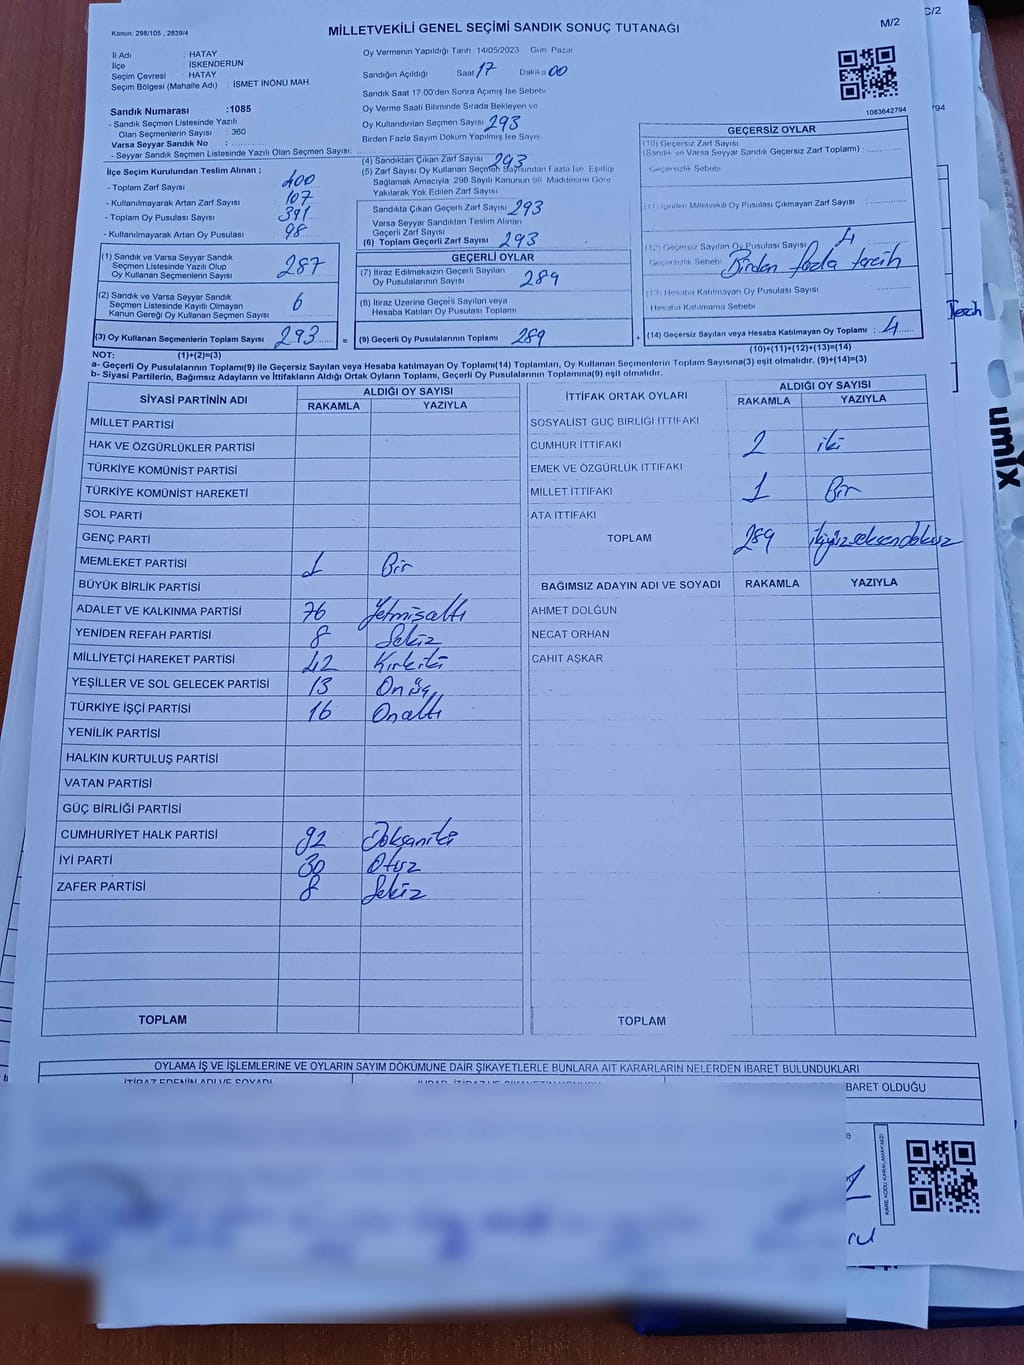 Kanun, 298/105 , 2839/4
MİLLETVEKİLİ GENEL SEÇİMİ SANDIK SONUÇ TUTANAĞI
M/2
C/2
İl Adı : HATAY
İlçe : İSKENDERUN
Seçim Çevresi : HATAY
Seçim Bölgesi (Mahalle Adı) : İSMET İNÖNÜ MAH.
Oy Vermenin Yapıldığı Tarih 14/05/2023 Gün Pazar
Sandığın Açıldığı Saat 17 Dakika 00
Sandık Saat 17 00'den Sonra Açımış İse Sebebi
Oy Verme Saati Bitiminde Sırada Bekleyen ve
Oy Kullandırılan Seçmen Sayısı 293
Birden Fazla Sayım Döküm Yapılmış İse Sayısı
1083642794
794
Sandık Numarası :1085
- Sandık Seçmen Listesinde Yazılı
Olan Seçmenlerin Sayısı : 360
Varsa Seyyar Sandık No :
- Seyyar Sandık Seçmen Listesinde Yazılı Olan Seçmen Sayısı:
İlçe Seçim Kurulundan Teslim Alınan ;
- Toplam Zarf Sayısı 400
- Kullanılmayarak Artan Zarf Sayısı 107
- Toplam Oy Pusulası Sayısı 391
- Kullanılmayarak Artan Oy Pusulası 98
(1) Sandık ve Varsa Seyyar Sandık
Seçmen Listesinde Yazılı Olup
Oy Kullanan Seçmenlerin Sayısı 287
(2) Sandık ve Varsa Seyyar Sandık
Seçmen Listesinde Kayıtlı Olmayan
Kanun Gereği Oy Kullanan Seçmen Sayısı 6
(3) Oy Kullanan Seçmenlerin Toplam Sayısı 293
(4) Sandıktan Çıkan Zarf Sayısı 293
(5) Zarf Sayısı Oy Kullanan Seçmen Sayısından Fazla İse, Eşitliği
Sağlamak Amacıyla 298 Sayılı Kanunun 98. Maddesine Göre
Yakılarak Yok Edilen Zarf Sayısı
Sandıkta Çıkan Geçerli Zarf Sayısı 293
Varsa Seyyar Sandıktan Teslim Alınan
Geçerli Zarf Sayısı
(6) Toplam Geçerli Zarf Sayısı 293
GEÇERLİ OYLAR
(7) İtiraz Edilmeksizin Geçerli Sayılan
Oy Pusulalarının Sayısı 289
(8) İtiraz Üzerine Geçerli Sayılan veya
Hesaba Katılan Oy Pusulası Toplamı
= (9) Geçerli Oy Pusulalarının Toplamı 289
GEÇERSİZ OYLAR
(10) Geçersiz Zarf Sayısı
(Sandık ve Varsa Seyyar Sandık Geçersiz Zarf Toplamı) :
Geçersizlik Sebebi
(11) İçinden Milletvekili Oy Pusulası Çıkmayan Zarf Sayısı :
(12) Geçersiz Sayılan Oy Pusulası Sayısı 4
Geçersizlik Sebebi Birden fazla tercih
(13) Hesaba Katılmayan Oy Pusulası Sayısı
Hesaba Katılmama Sebebi
+ (14) Geçersiz Sayılan veya Hesaba Katılmayan Oy Toplamı : 4
(10)+(11)+(12)+(13)=(14)
NOT: (1)+(2)=(3)
a- Geçerli Oy Pusulalarının Toplamı(9) ile Geçersiz Sayılan veya Hesaba katılmayan Oy Toplamı(14) Toplamları, Oy Kullanan Seçmenlerin Toplam Sayısına(3) eşit olmalıdır. (9)+(14)=(3)
b- Siyasi Partilerin, Bağımsız Adayların ve İttifakların Aldığı Ortak Oyların Toplamı, Geçerli Oy Pusulalarının Toplamına(9) eşit olmalıdır.
SİYASİ PARTİNİN ADI ALDIĞI OY SAYISI
RAKAMLA YAZIYLA
MİLLET PARTİSİ
HAK VE ÖZGÜRLÜKLER PARTİSİ
TÜRKİYE KOMÜNİST PARTİSİ
TÜRKİYE KOMÜNİST HAREKETİ
SOL PARTİ
GENÇ PARTİ
MEMLEKET PARTİSİ 1 Bir
BÜYÜK BİRLİK PARTİSİ
ADALET VE KALKINMA PARTİSİ 76 Yetmişaltı
YENİDEN REFAH PARTİSİ 8 Sekiz
MİLLİYETÇİ HAREKET PARTİSİ 42 Kırkiki
YEŞİLLER VE SOL GELECEK PARTİSİ 13 Onüç
TÜRKİYE İŞÇİ PARTİSİ 16 Onaltı
YENİLİK PARTİSİ
HALKIN KURTULUŞ PARTİSİ
VATAN PARTİSİ
GÜÇ BİRLİĞİ PARTİSİ
CUMHURİYET HALK PARTİSİ 92 Doksaniki
İYİ PARTİ 30 Otuz
ZAFER PARTİSİ 8 Sekiz
TOPLAM
İTTİFAK ORTAK OYLARI ALDIĞI OY SAYISI
RAKAMLA YAZIYLA
SOSYALİST GÜÇ BİRLİĞİ İTTİFAKI
CUMHUR İTTİFAKI 2 iki
EMEK VE ÖZGÜRLÜK İTTİFAKI
MİLLET İTTİFAKI 1 Bir
ATA İTTİFAKI
TOPLAM 289 ikiyüzseksendokuz
BAĞIMSIZ ADAYIN ADI VE SOYADI RAKAMLA YAZIYLA
AHMET DOLĞUN
NECAT ORHAN
CAHİT AŞKAR
TOPLAM
umix
OYLAMA İŞ VE İŞLEMLERİNE VE OYLARIN SAYIM DÖKÜMÜNE DAİR ŞİKAYETLERLE BUNLARA AİT KARARLARIN NELERDEN İBARET BULUNDUKLARI
İTİRAZ EDENİN ADI VE SOYADI
BARET OLDUĞU
KARE KODU KARALAMAYINIZ!